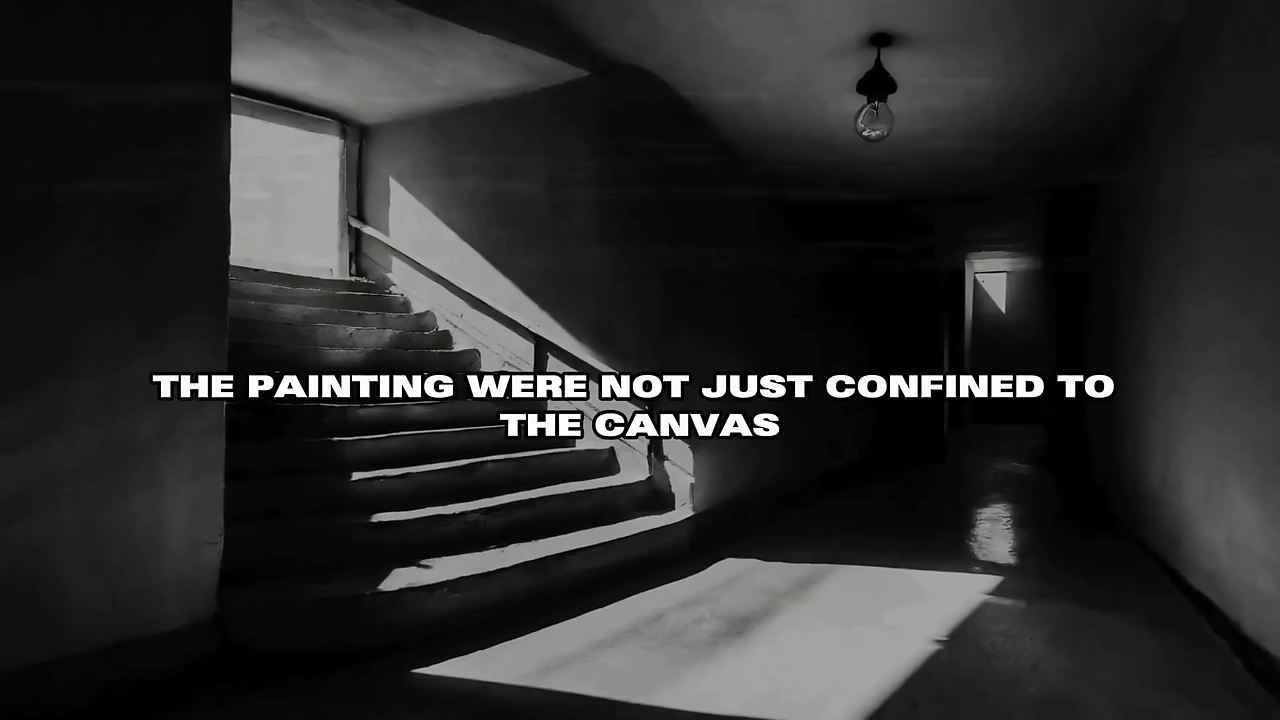 THE PAINTING WERE NOT JUST CONFINED TO
THE CANVAS